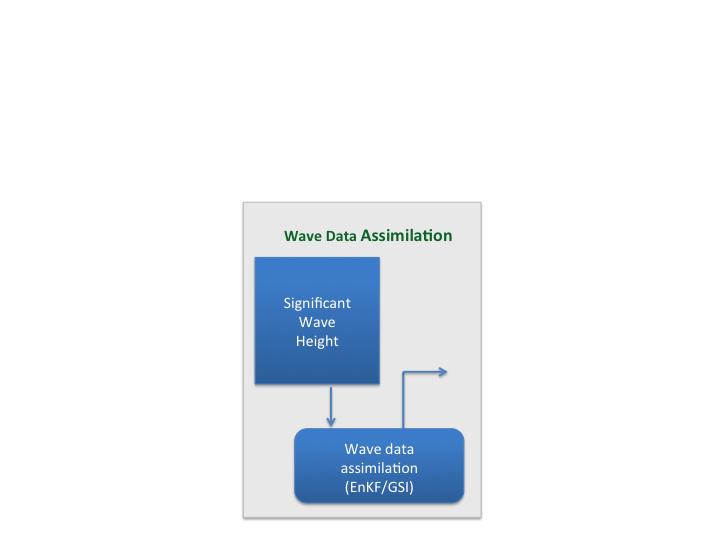 Wave Data Assimilation
Significant
Wave
Height
Wave data
assimilation
(EnKF/GSI)